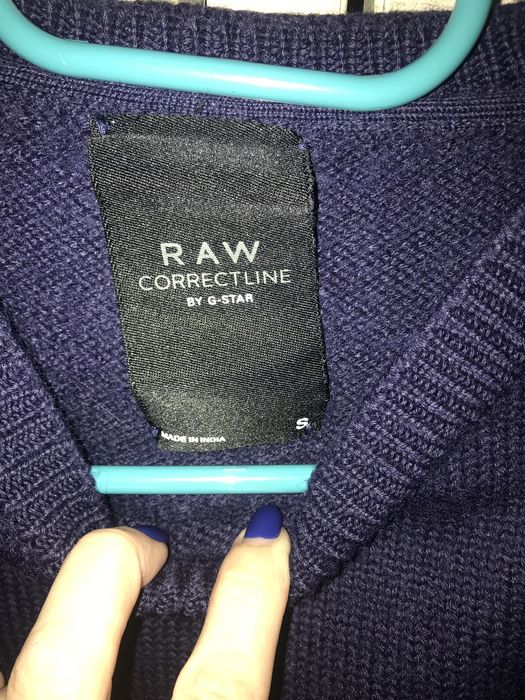 RAW
CORRECTLINE
BY G-STAR
MADE IN INDIA
S